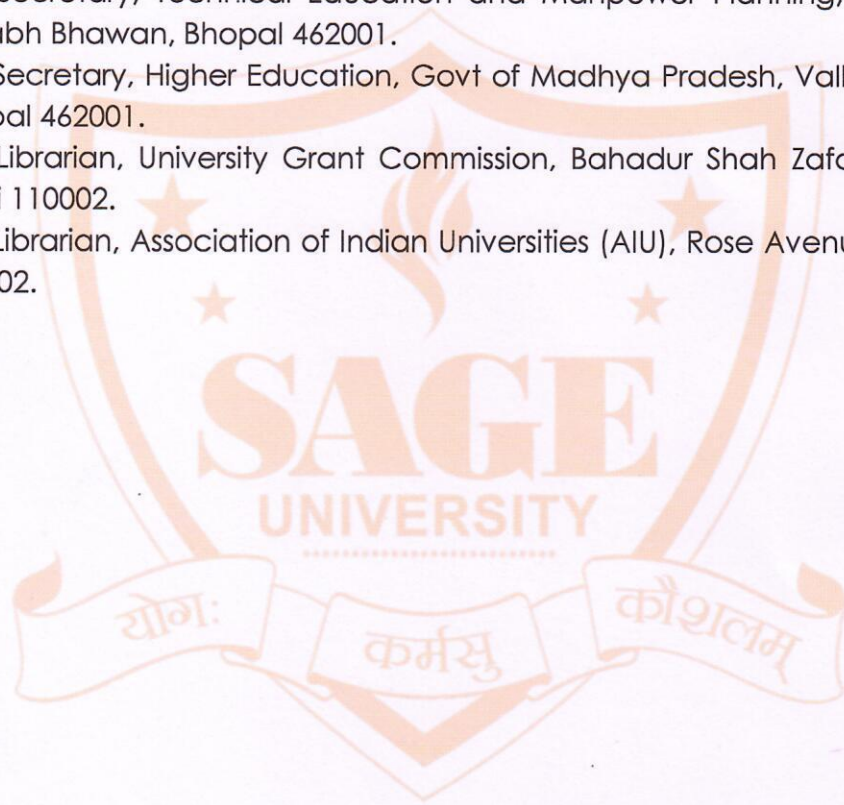 Secretary, Technical Education and Manpower Planning,
abh Bhawan, Bhopal 462001.
Secretary, Higher Education, Govt of Madhya Pradesh, Vall
pal 462001.
Librarian, University Grant Commission, Bahadur Shah Zafa
i 110002.
Librarian, Association of Indian Universities (AIU), Rose Avenu
02.
SAGE
UNIVERSITY
योगः
कर्मसु
कौशलम्